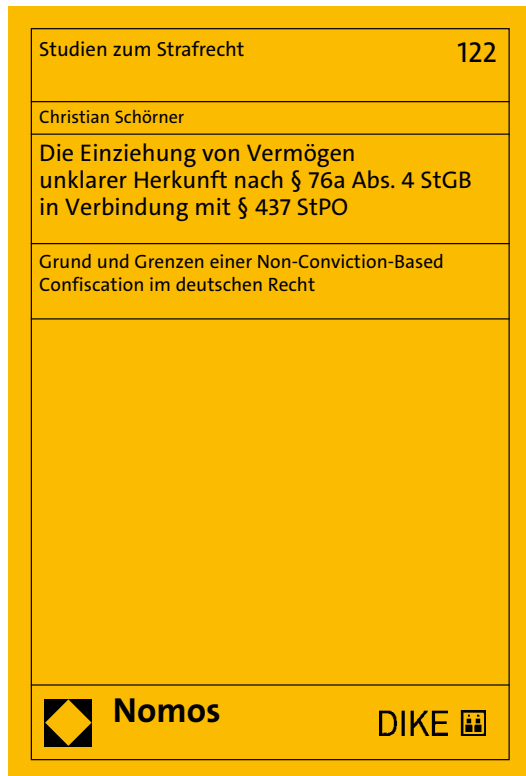 Studien zum Strafrecht 122
Christian Schörner
Die Einziehung von Vermögen
unklarer Herkunft nach § 76a Abs. 4 StGB
in Verbindung mit § 437 StPO
Grund und Grenzen einer Non-Conviction-Based
Confiscation im deutschen Recht
Nomos
DIKE